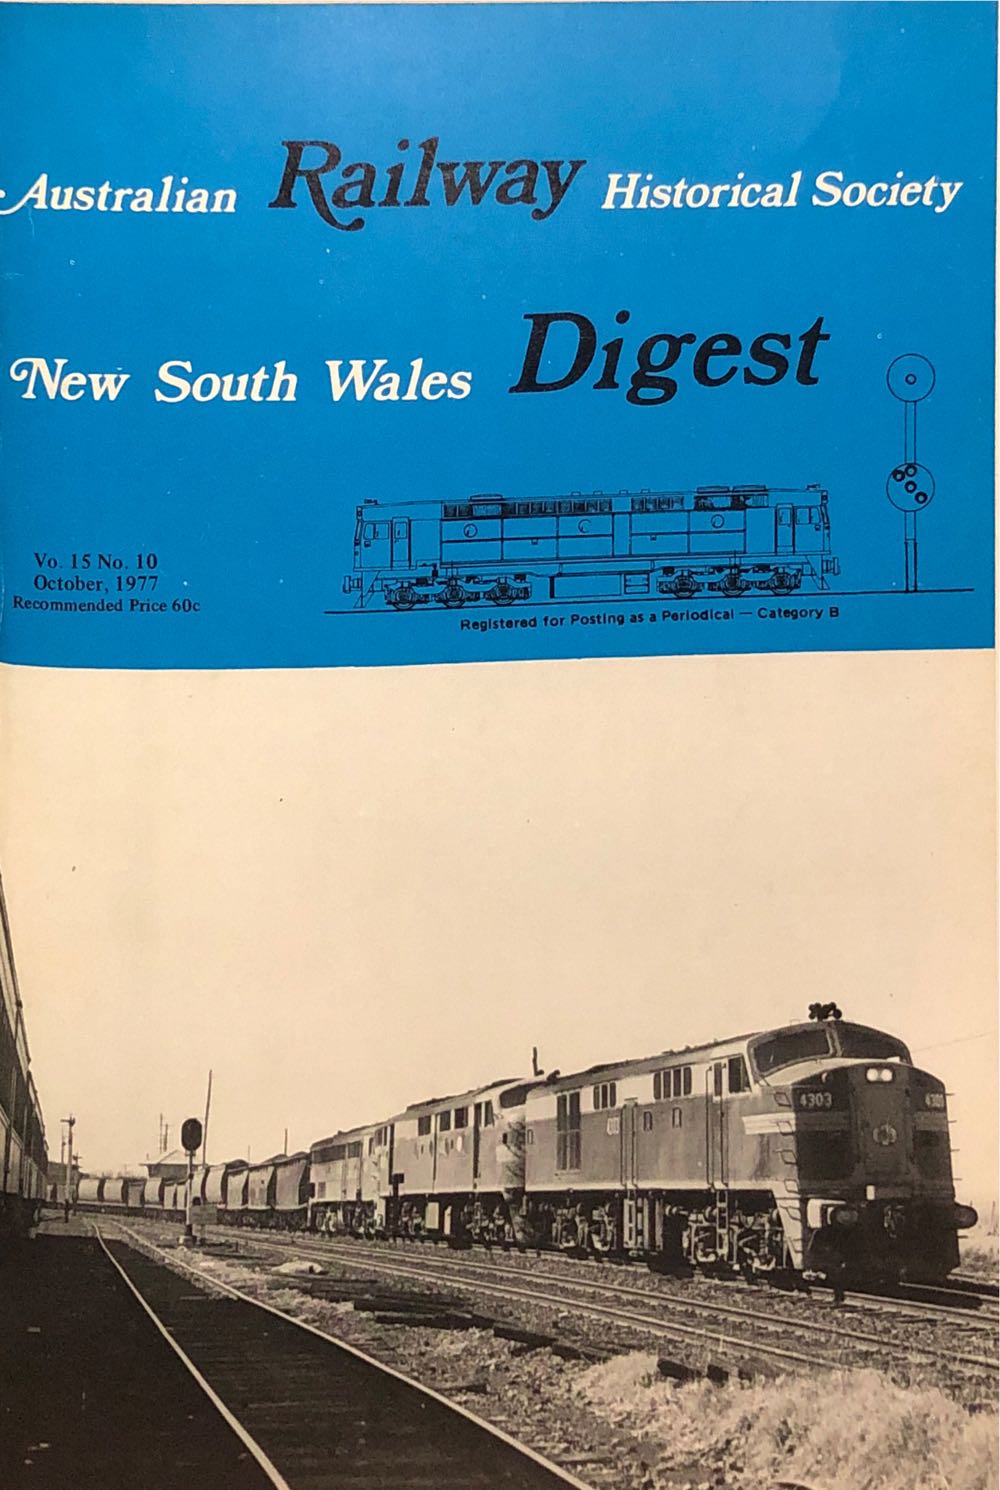 Australian Railway Historical Society
New South Wales Digest
Vo. 15 No. 10
October, 1977
Recommended Price 60c
Registered for Posting as a Periodical — Category B
4303
4303